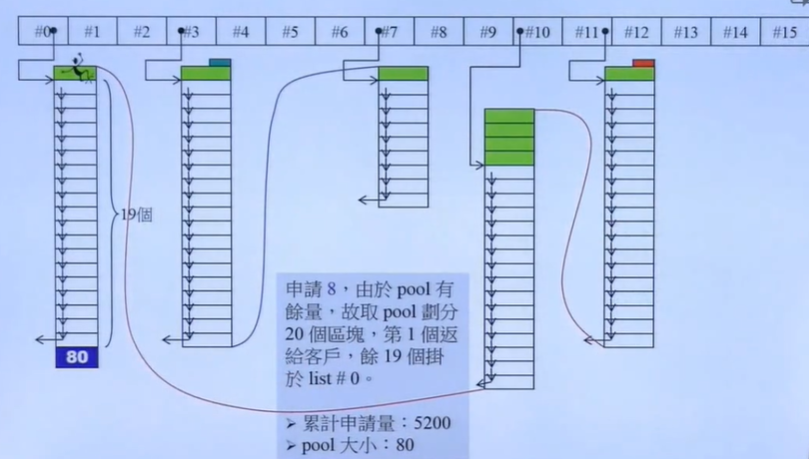 #0 #1 #2 #3 #4 #5 #6 #7 #8 #9 #10 #11 #12 #13 #14 #15
19個
80
申請 8，由於 pool 有
餘量，故取 pool 劃分
20 個區塊，第 1 個返
給客戶，餘 19 個掛
於 list # 0。
➢ 累計申請量：5200
➢ pool 大小：80